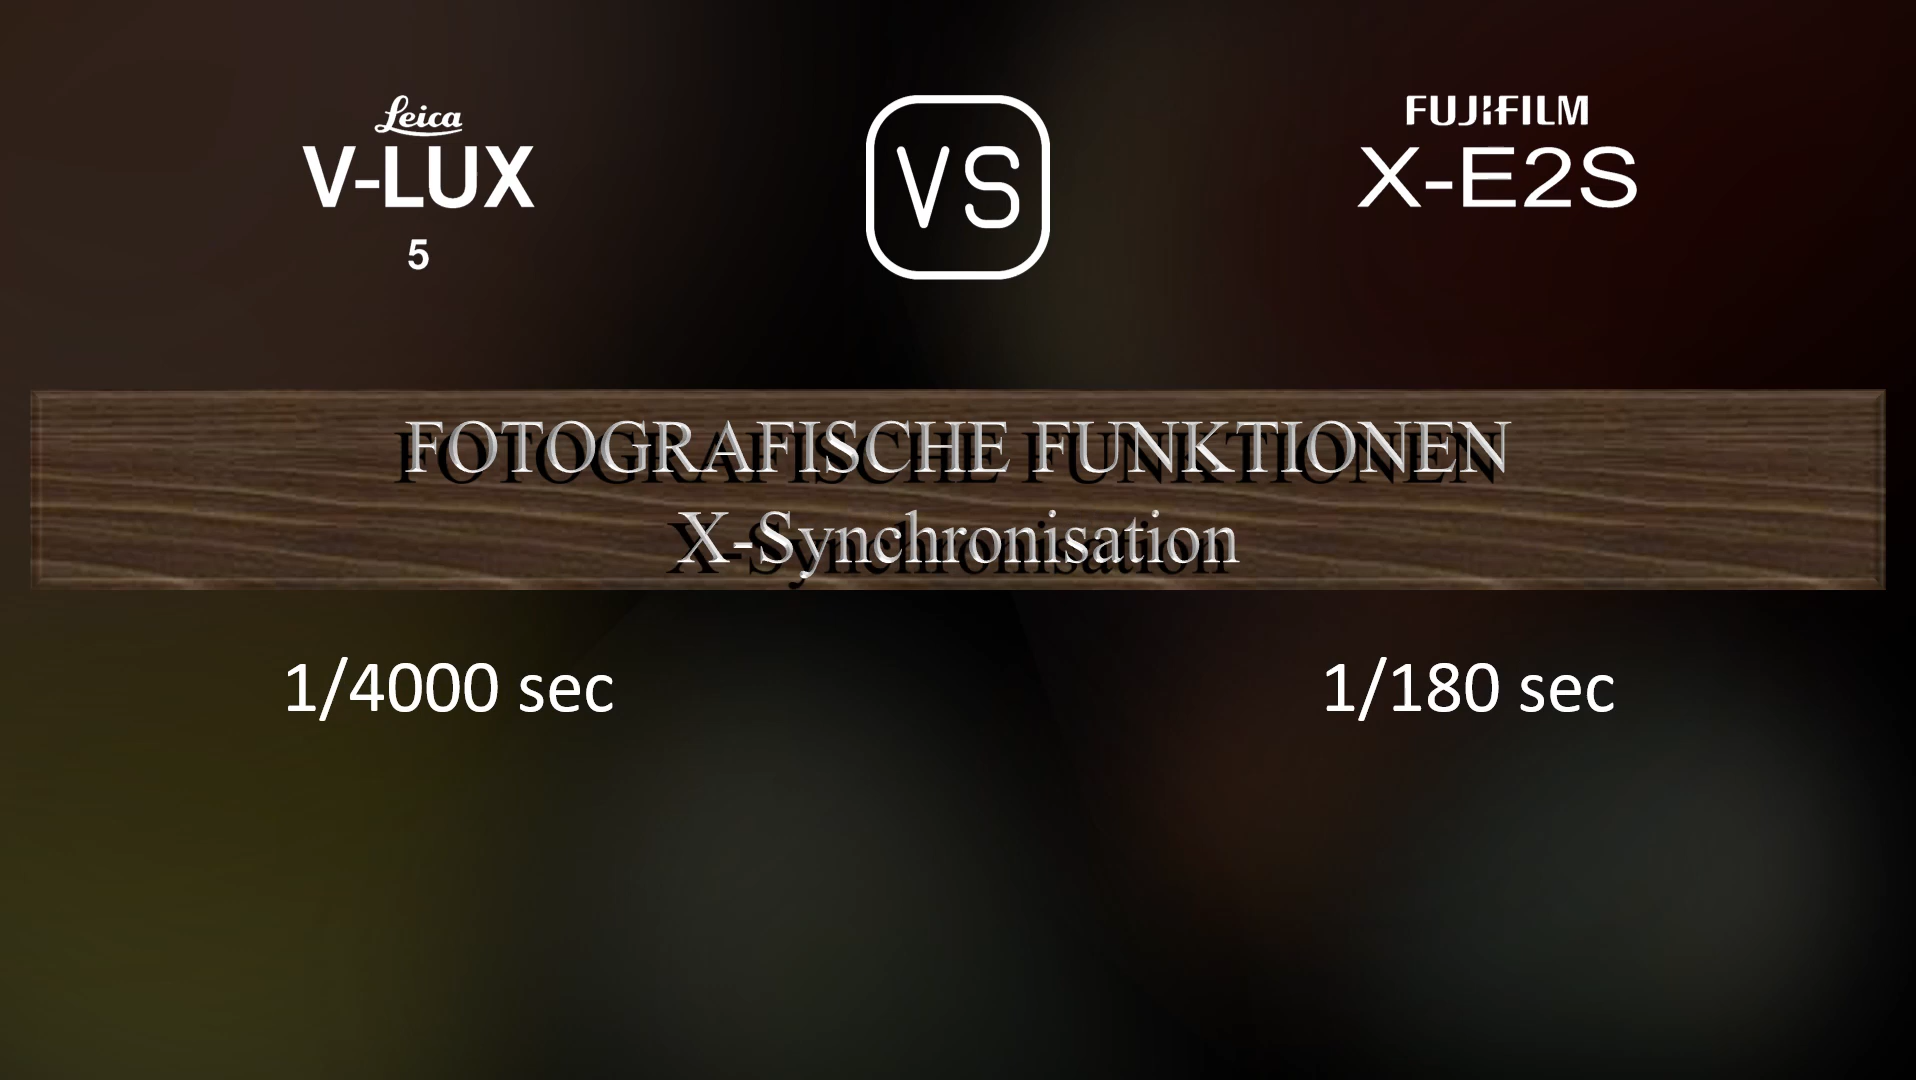 Leica
V-LUX
5
VS
FUJIFILM
X-E2S
FOTOGRAFISCHE FUNKTIONEN
X-Synchronisation
1/4000 sec
1/180 sec